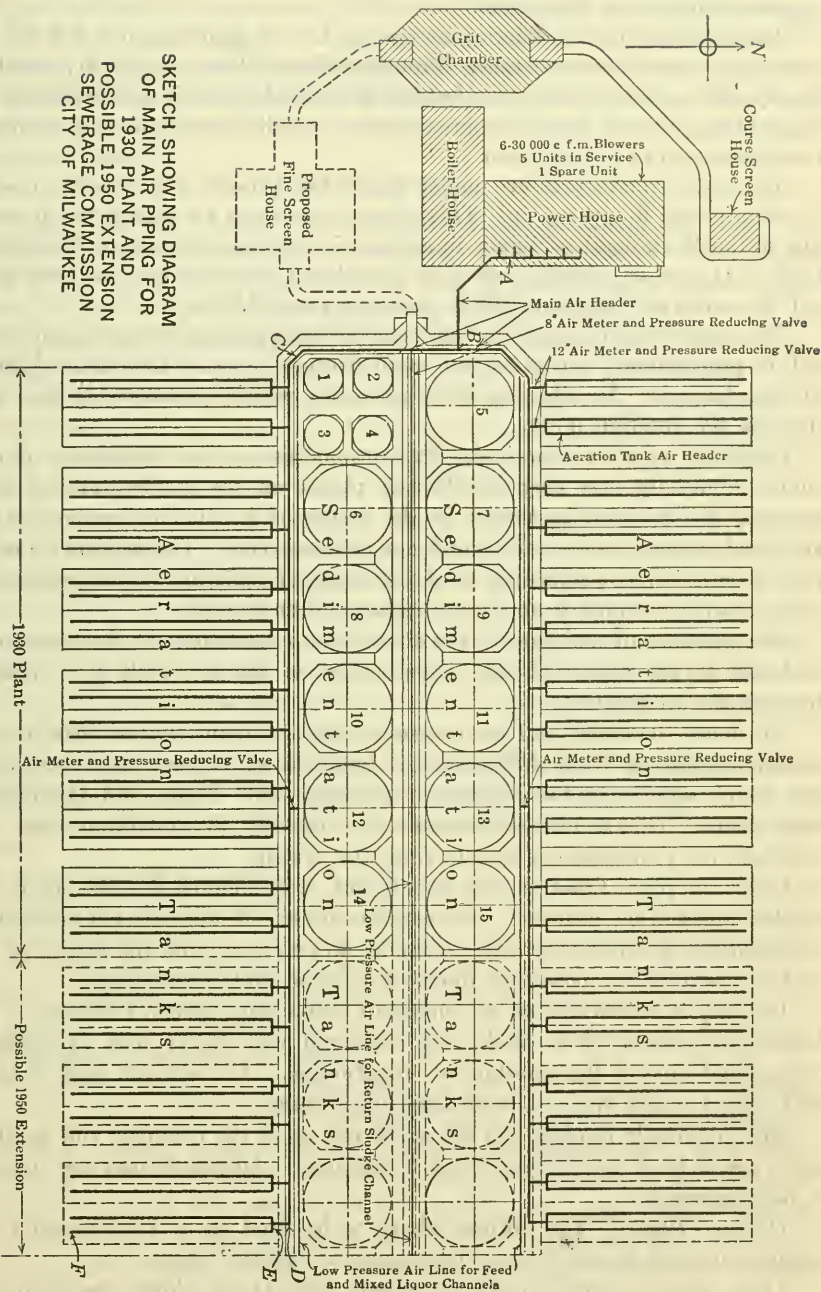 SKETCH SHOWING DIAGRAM
OF MAIN AIR PIPING FOR
1930 PLANT AND
POSSIBLE 1950 EXTENSION
SEWERAGE COMMISSION
CITY OF MILWAUKEE
N
Grit
Chamber
Course Screen
House
6-30 000 c f.m. Blowers
5 Units in Service
1 Spare Unit
Boiler-House
Power House
A
Proposed
Fine Screen
House
Main Air Header
8" Air Meter and Pressure Reducing Valve
B
C
12" Air Meter and Pressure Reducing Valve
1
2
3
4
5
Aeration Tank Air Header
6
7
8
9
10
11
12
13
14
15
Aeration Tanks
Sedimentation Tanks
Sedimentation Tanks
Aeration Tanks
1930 Plant
Air Meter and Pressure Reducing Valve
Air Meter and Pressure Reducing Valve
Low Pressure Air Line for Return Sludge Channel
Possible 1950 Extension
F
E
D
Low Pressure Air Line for Feed
and Mixed Liquor Channels